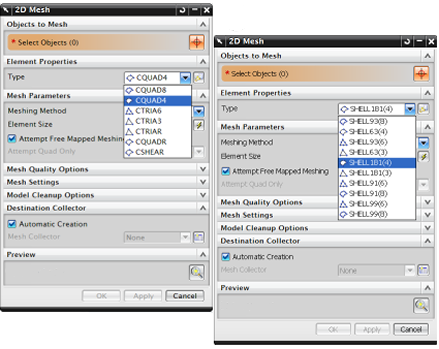 2D Mesh
Objects to Mesh
* Select Objects (0)
Element Properties
Type
CQUAD4
CQUAD8
CQUAD4
CTRIA6
CTRIA3
CTRIAR
CQUADR
CSHEAR
Mesh Parameters
Meshing Method
Element Size
Attempt Free Mapped Meshing
Attempt Quad Only
Mesh Quality Options
Mesh Settings
Model Cleanup Options
Destination Collector
Automatic Creation
Mesh Collector
None
Preview
OK
Apply
Cancel
2D Mesh
Objects to Mesh
* Select Objects (0)
Element Properties
Type
SHELL181(4)
SHELL93(8)
SHELL63(4)
SHELL93(6)
SHELL63(3)
SHELL181(4)
SHELL181(3)
SHELL91(6)
SHELL91(8)
SHELL99(6)
SHELL99(8)
Mesh Parameters
Meshing Method
Element Size
Attempt Free Mapped Meshing
Attempt Quad Only
Mesh Quality Options
Mesh Settings
Model Cleanup Options
Destination Collector
Automatic Creation
Mesh Collector
None
Preview
OK
Apply
Cancel